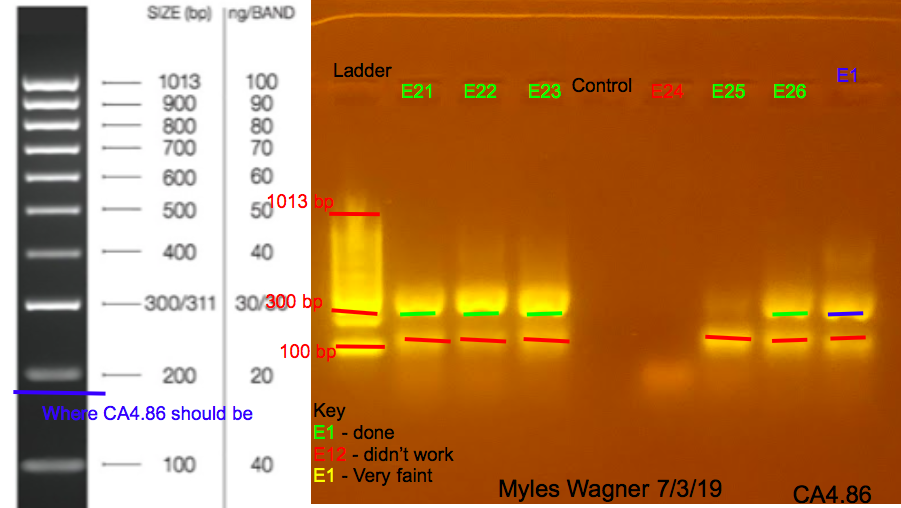 SIZE (bp) ng/BAND
1013 100
900 90
800 80
700 70
600 60
500 50
400 40
300/311 30/30
200 20
100 40
Where CA4.86 should be
Ladder
E21
E22
E23
Control
E24
E25
E26
E1
1013 bp
300 bp
100 bp
Key
E1 - done
E12 - didn't work
E1 - Very faint
Myles Wagner 7/3/19
CA4.86